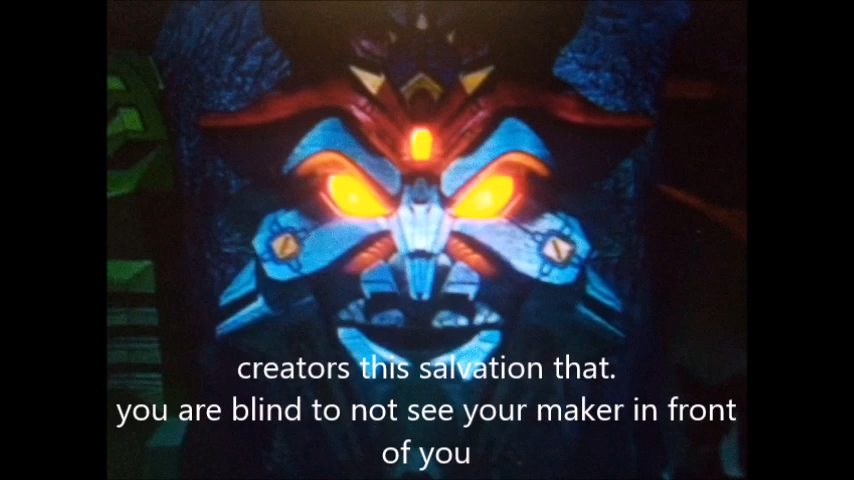 creators this salvation that.
you are blind to not see your maker in front
of you